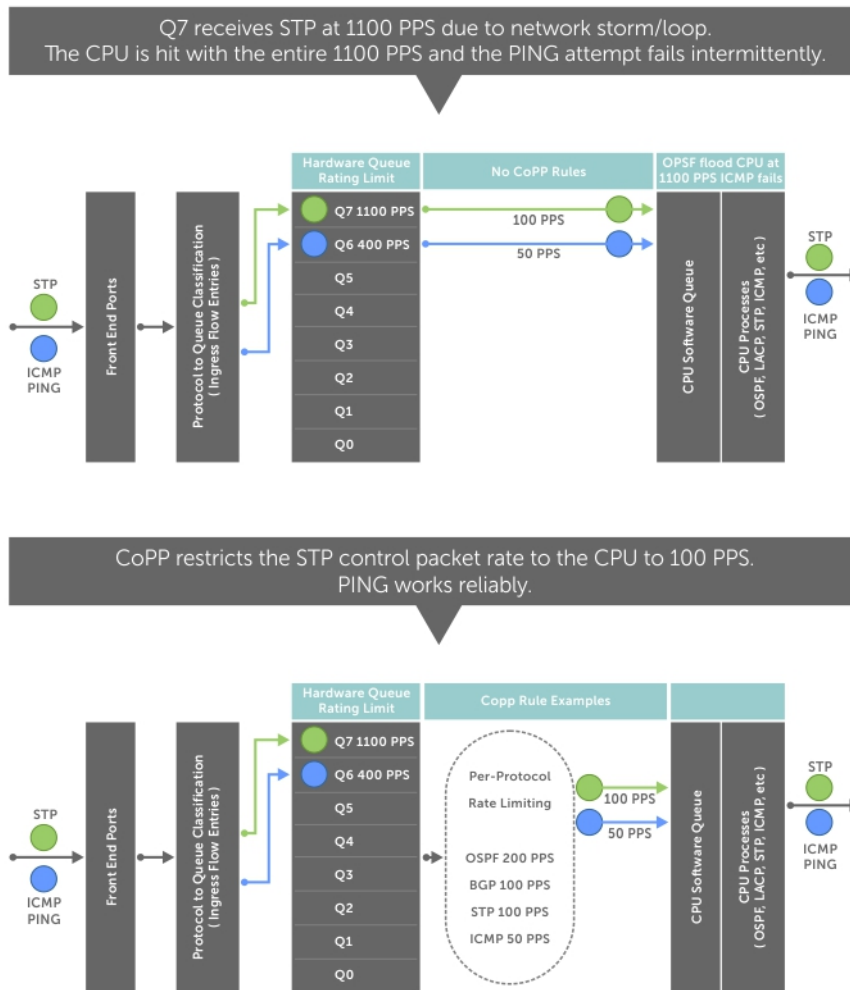 Q7 receives STP at 1100 PPS due to network storm/loop.
The CPU is hit with the entire 1100 PPS and the PING attempt fails intermittently.
Hardware Queue
Rating Limit
No CoPP Rules
OPSF flood CPU at
1100 PPS ICMP fails
STP
ICMP
PING
Front End Ports
Protocol to Queue Classification
( Ingress Flow Entries )
Q7 1100 PPS
Q6 400 PPS
Q5
Q4
Q3
Q2
Q1
Q0
100 PPS
50 PPS
CPU Software Queue
CPU Processes
( OSPF, LACP, STP, ICMP, etc )
STP
ICMP
PING
CoPP restricts the STP control packet rate to the CPU to 100 PPS.
PING works reliably.
Hardware Queue
Rating Limit
Copp Rule Examples
STP
ICMP
PING
Front End Ports
Protocol to Queue Classification
( Ingress Flow Entries )
Q7 1100 PPS
Q6 400 PPS
Q5
Q4
Q3
Q2
Q1
Q0
Per-Protocol
Rate Limiting
OSPF 200 PPS
BGP 100 PPS
STP 100 PPS
ICMP 50 PPS
100 PPS
50 PPS
CPU Software Queue
CPU Processes
( OSPF, LACP, STP, ICMP, etc )
STP
ICMP
PING